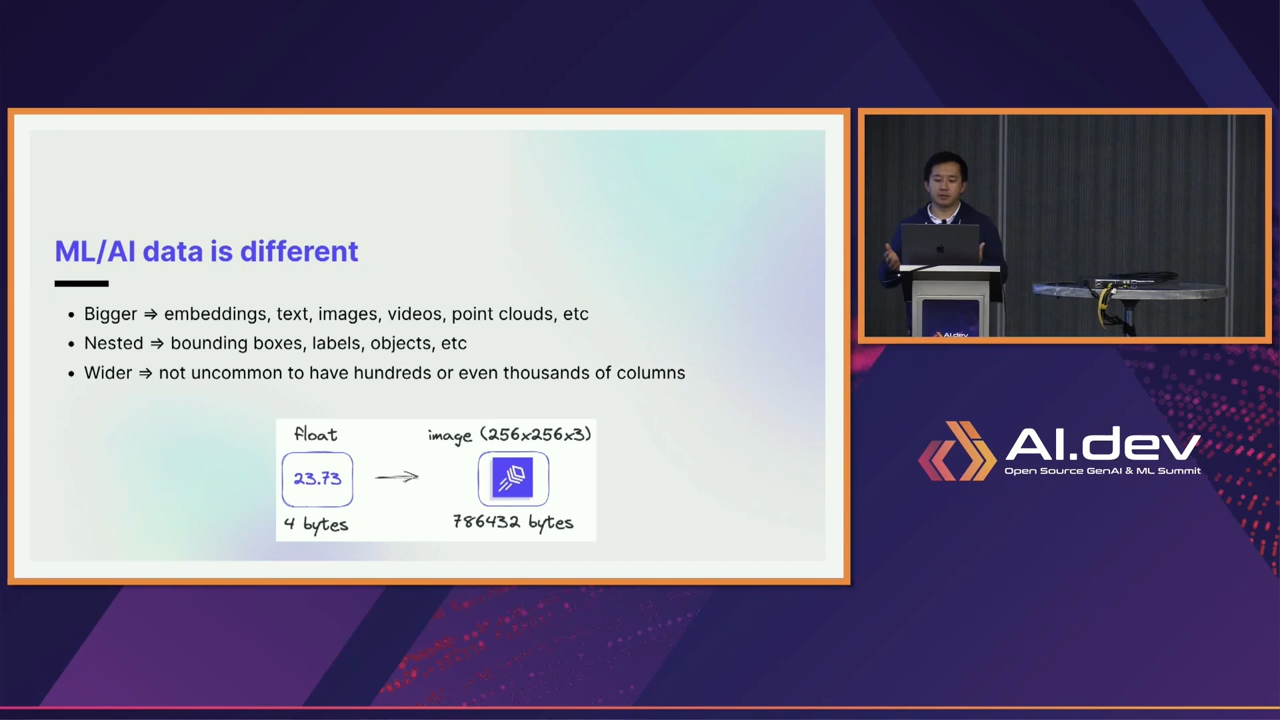 ML/AI data is different
• Bigger ⇒ embeddings, text, images, videos, point clouds, etc
• Nested ⇒ bounding boxes, labels, objects, etc
• Wider ⇒ not uncommon to have hundreds or even thousands of columns
float
image (256x256x3)
23.73
4 bytes
786432 bytes
AI.dev
AI.dev
Open Source GenAI & ML Summit